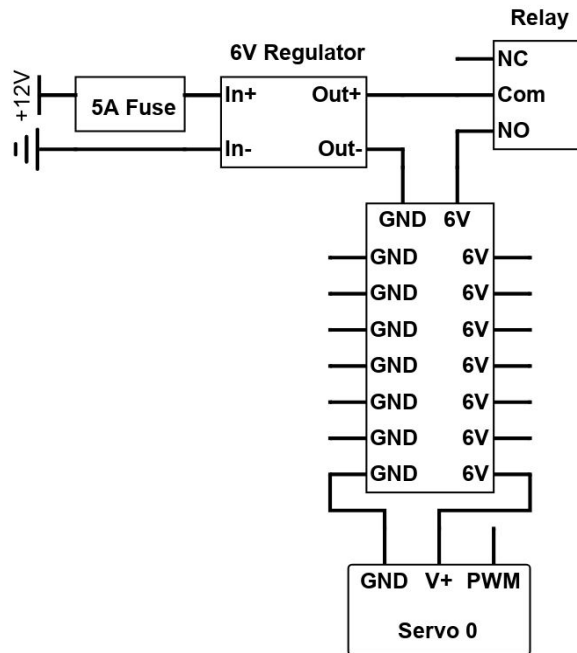 Relay
6V Regulator
NC
+12V
5A Fuse
In+
Out+
Com
In-
Out-
NO
GND 6V
GND 6V
GND 6V
GND 6V
GND 6V
GND 6V
GND 6V
GND 6V
GND V+ PWM
Servo 0